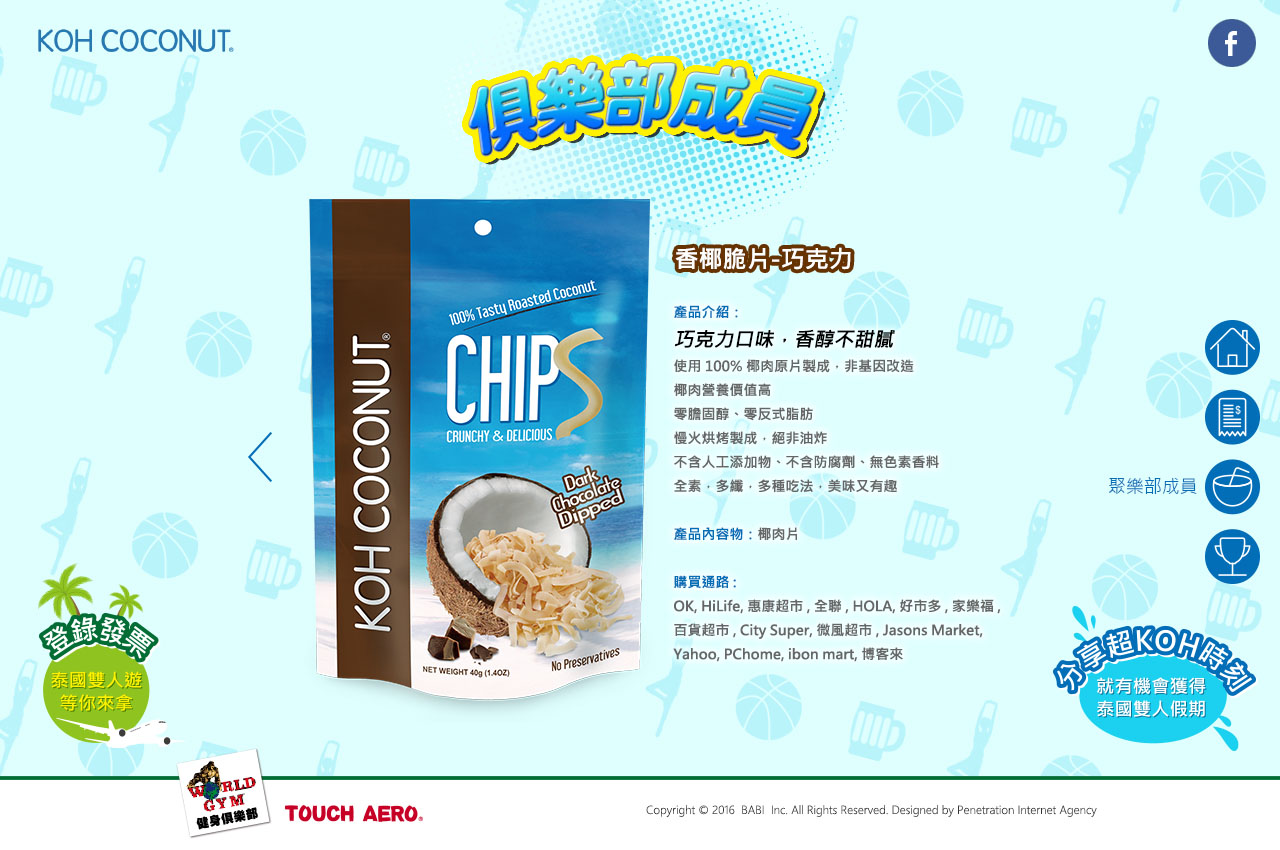 KOH COCONUT®
f
俱樂部成員
100% Tasty Roasted Coconut
CHIPS
CRUNCHY & DELICIOUS
KOH COCONUT®
Dark
Chocolate
Dipped
NET WEIGHT 40g (1.4OZ)
No Preservatives
香椰脆片-巧克力
產品介紹：
巧克力口味，香醇不甜膩
使用 100% 椰肉原片製成，非基因改造
椰肉營養價值高
零膽固醇、零反式脂肪
慢火烘烤製成，絕非油炸
不含人工添加物、不含防腐劑、無色素香料
全素，多纖，多種吃法，美味又有趣
產品內容物：椰肉片
購買通路：
OK, HiLife, 惠康超市 , 全聯 , HOLA, 好市多 , 家樂福 ,
百貨超市 , City Super, 微風超市 , Jasons Market,
Yahoo, PChome, ibon mart, 博客來
$
聚樂部成員
登錄發票
泰國雙人遊
等你來拿
分享超KOH時刻
就有機會獲得
泰國雙人假期
WORLD
GYM
健身俱樂部
TOUCH AERO®
Copyright © 2016 BABI Inc. All Rights Reserved. Designed by Penetration Internet Agency